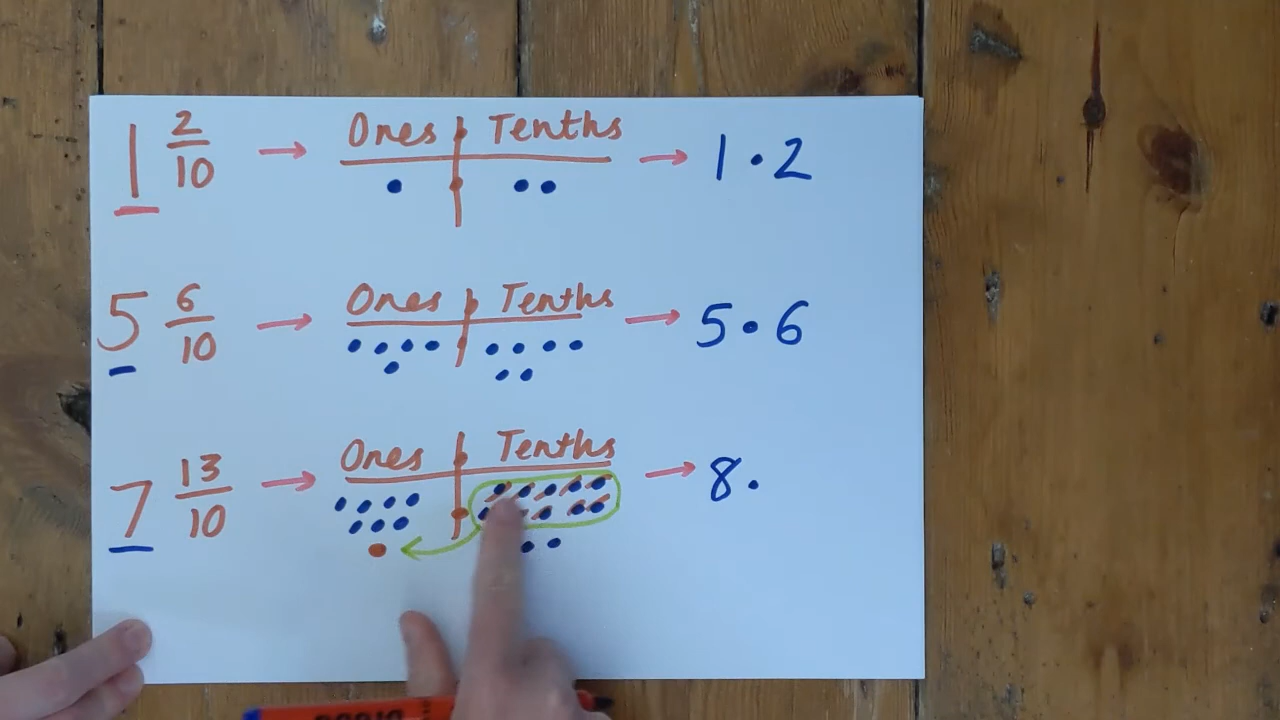 1 2/10 → Ones Tenths → 1.2
5 6/10 → Ones Tenths → 5.6
7 13/10 → Ones Tenths → 8.